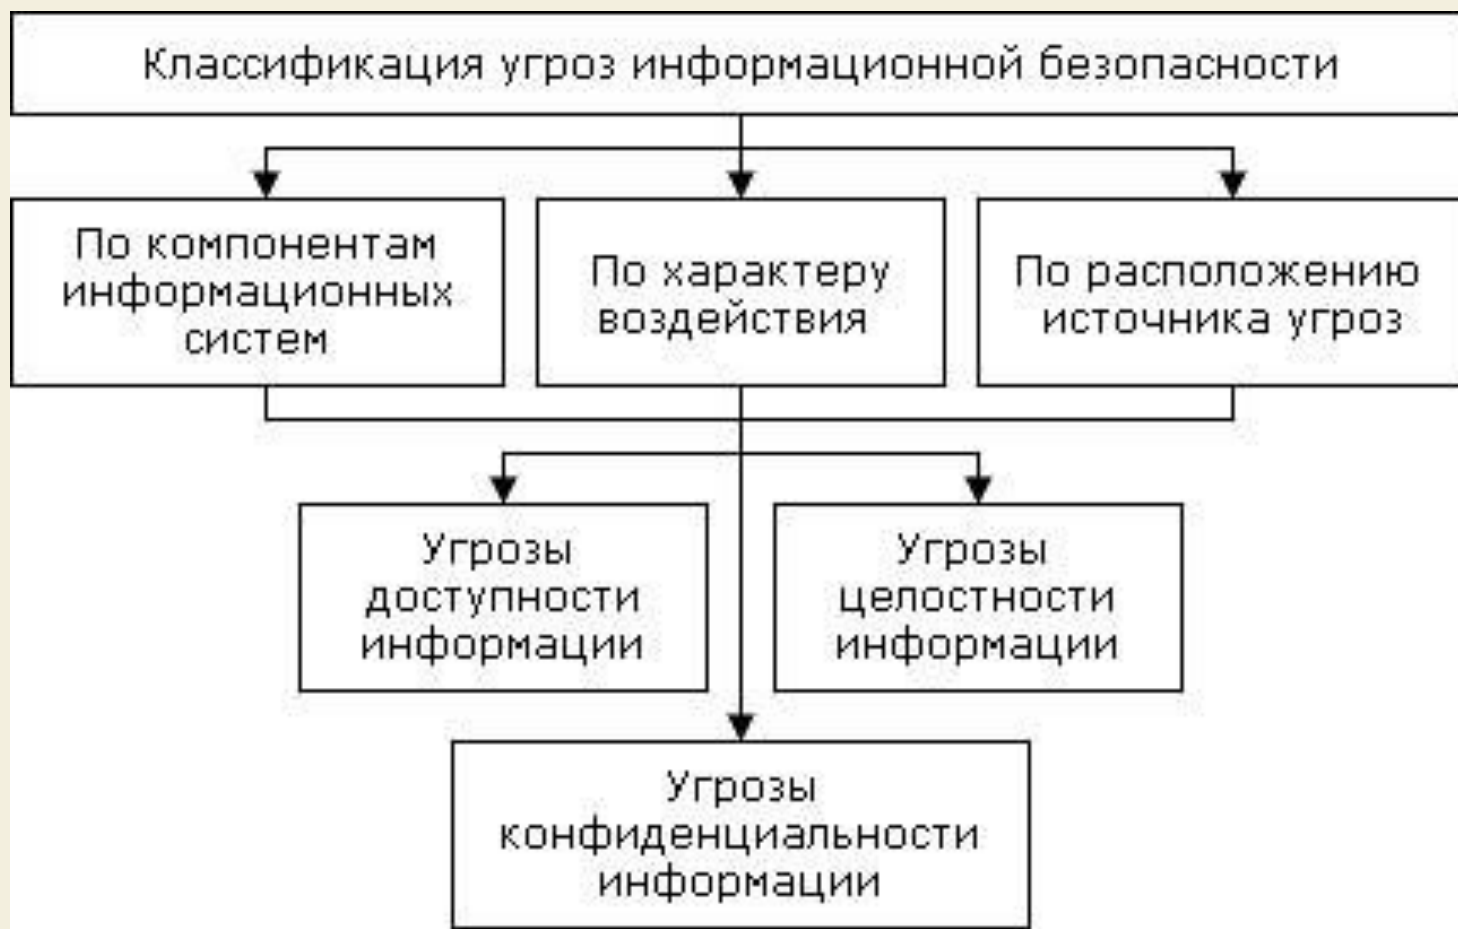 Классификация угроз информационной безопасности
По компонентам
информационных
систем
По характеру
воздействия
По расположению
источника угроз
Угрозы
доступности
информации
Угрозы
целостности
информации
Угрозы
конфиденциальности
информации